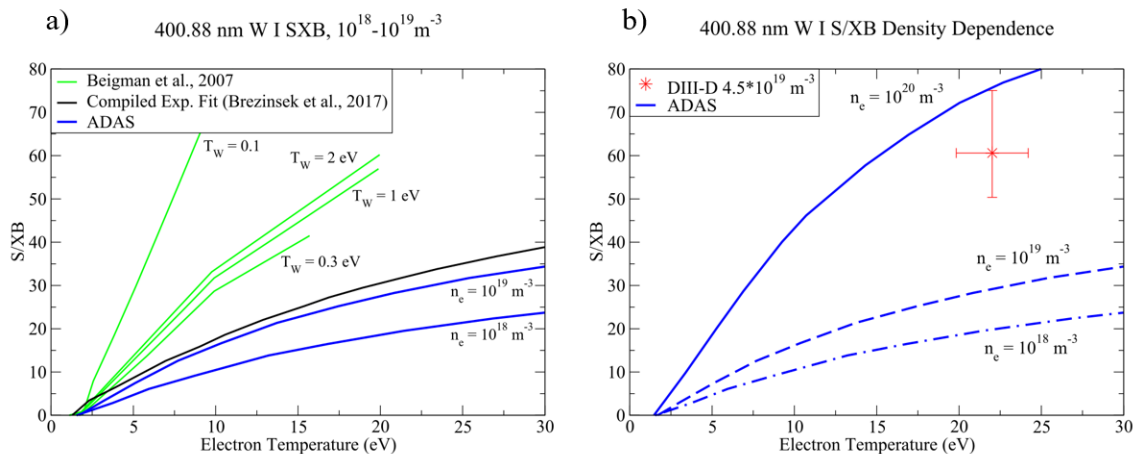 a)
400.88 nm W I SXB, 10^18-10^19 m^-3
Beigman et al., 2007
Compiled Exp. Fit (Brezinsek et al., 2017)
ADAS
T_W = 0.1
T_W = 2 eV
T_W = 1 eV
T_W = 0.3 eV
n_e = 10^19 m^-3
n_e = 10^18 m^-3
S/XB
80
70
60
50
40
30
20
10
0
0 5 10 15 20 25 30
Electron Temperature (eV)
b)
400.88 nm W I S/XB Density Dependence
DIII-D 4.5*10^19 m^-3
ADAS
n_e = 10^20 m^-3
n_e = 10^19 m^-3
n_e = 10^18 m^-3
S/XB
80
70
60
50
40
30
20
10
0
0 5 10 15 20 25 30
Electron Temperature (eV)